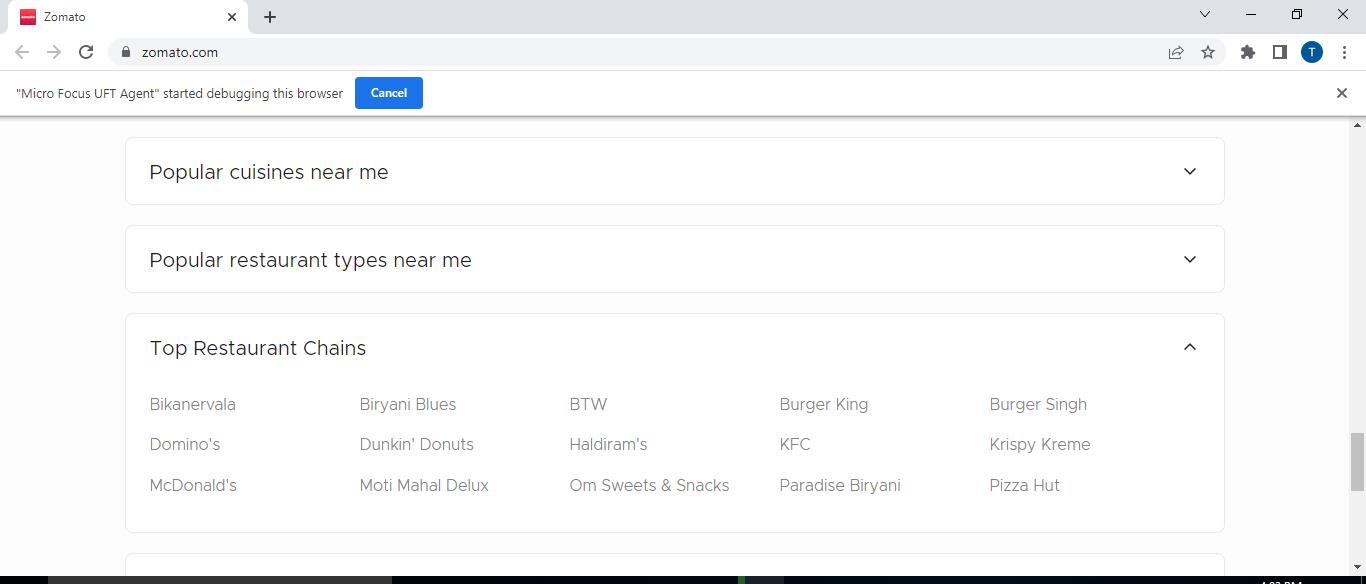 Zomato
zomato.com
T
"Micro Focus UFT Agent" started debugging this browser Cancel
Popular cuisines near me
Popular restaurant types near me
Top Restaurant Chains
Bikanervala Biryani Blues BTW Burger King Burger Singh
Domino's Dunkin' Donuts Haldiram's KFC Krispy Kreme
McDonald's Moti Mahal Delux Om Sweets & Snacks Paradise Biryani Pizza Hut